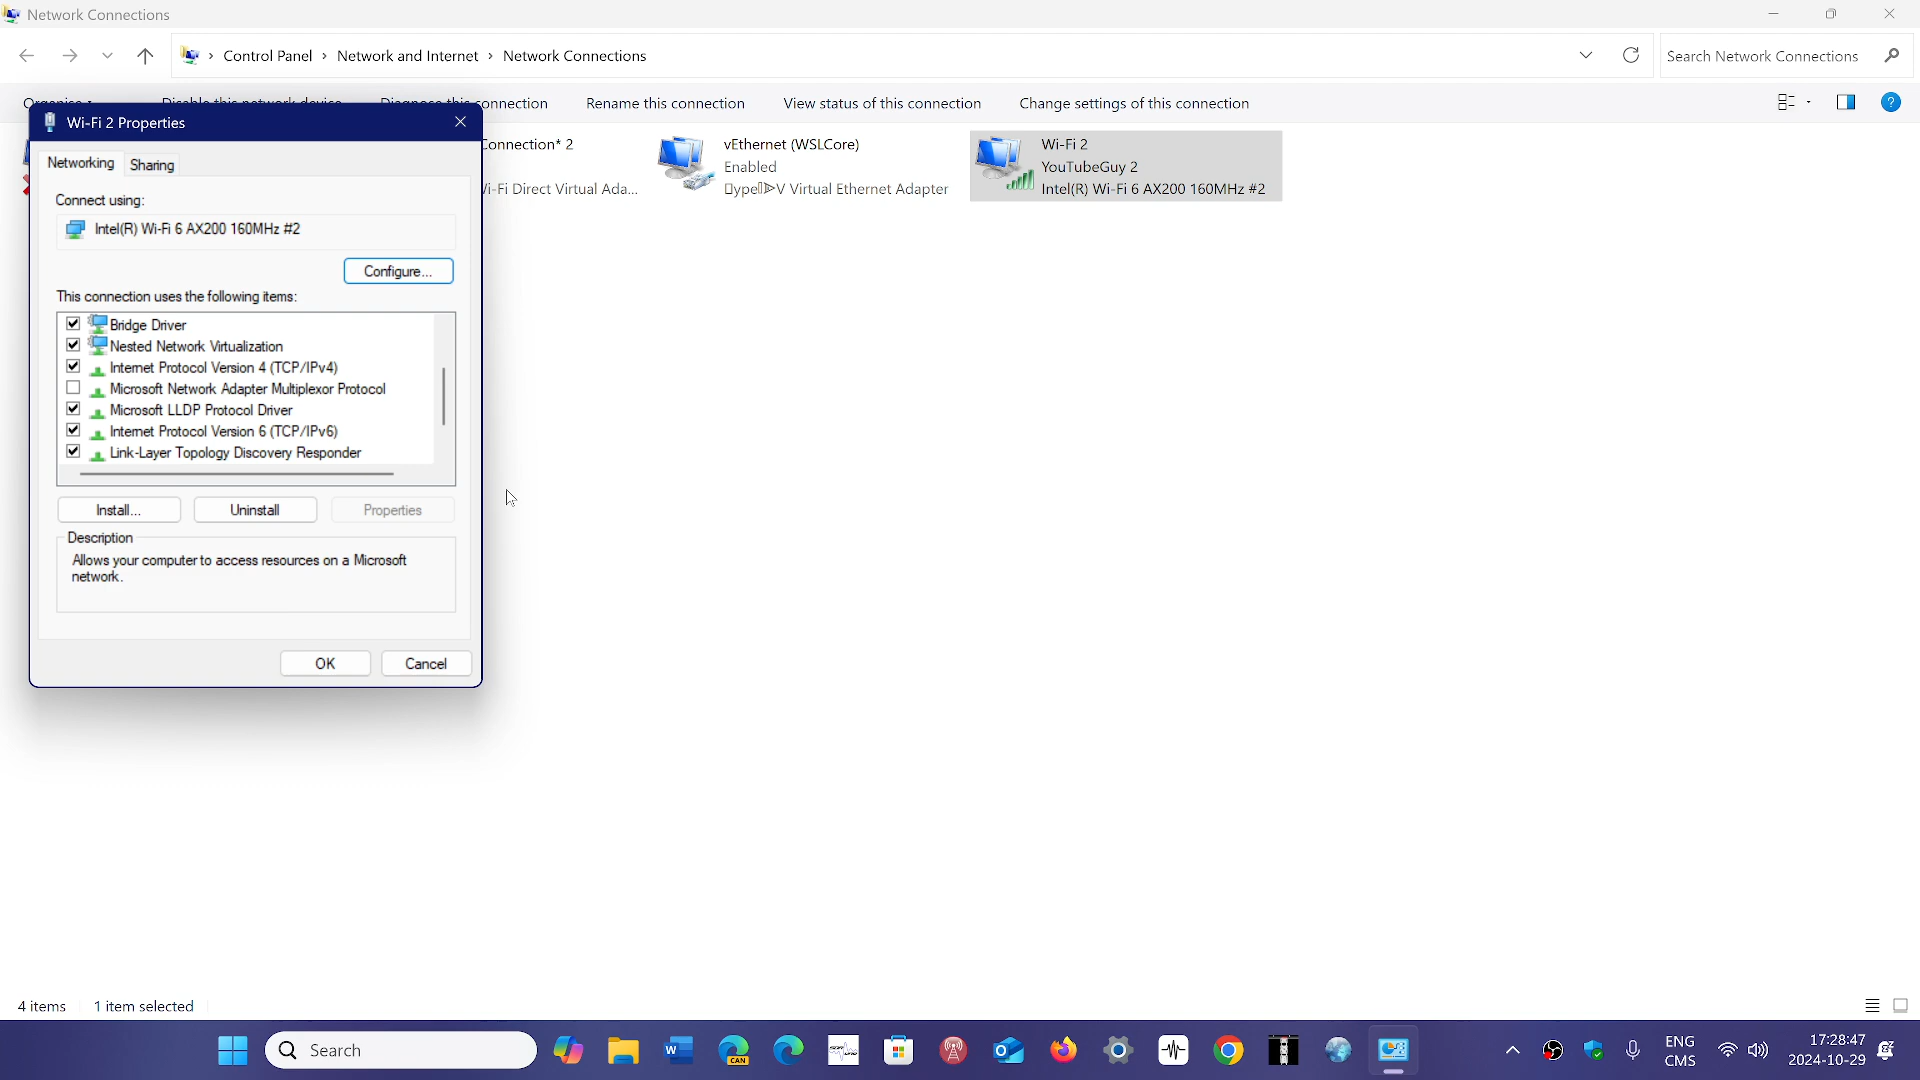 Network Connections
Control Panel > Network and Internet > Network Connections
Search Network Connections
Rename this connection
View status of this connection
Change settings of this connection
Wi-Fi 2 Properties
Networking
Sharing
Connect using:
Intel(R) Wi-Fi 6 AX200 160MHz #2
Configure...
This connection uses the following items:
Bridge Driver
Nested Network Virtualization
Internet Protocol Version 4 (TCP/IPv4)
Microsoft Network Adapter Multiplexor Protocol
Microsoft LLDP Protocol Driver
Internet Protocol Version 6 (TCP/IPv6)
Link-Layer Topology Discovery Responder
Install...
Uninstall
Properties
Description
Allows your computer to access resources on a Microsoft
network.
OK
Cancel
Connection* 2
Wi-Fi Direct Virtual Ada...
vEthernet (WSLCore)
Enabled
Virtual Ethernet Adapter
Wi-Fi 2
YouTubeGuy 2
Intel(R) Wi-Fi 6 AX200 160MHz #2
4 items
1 item selected
Search
CAN
ENG
CMS
17:28:47
2024-10-29